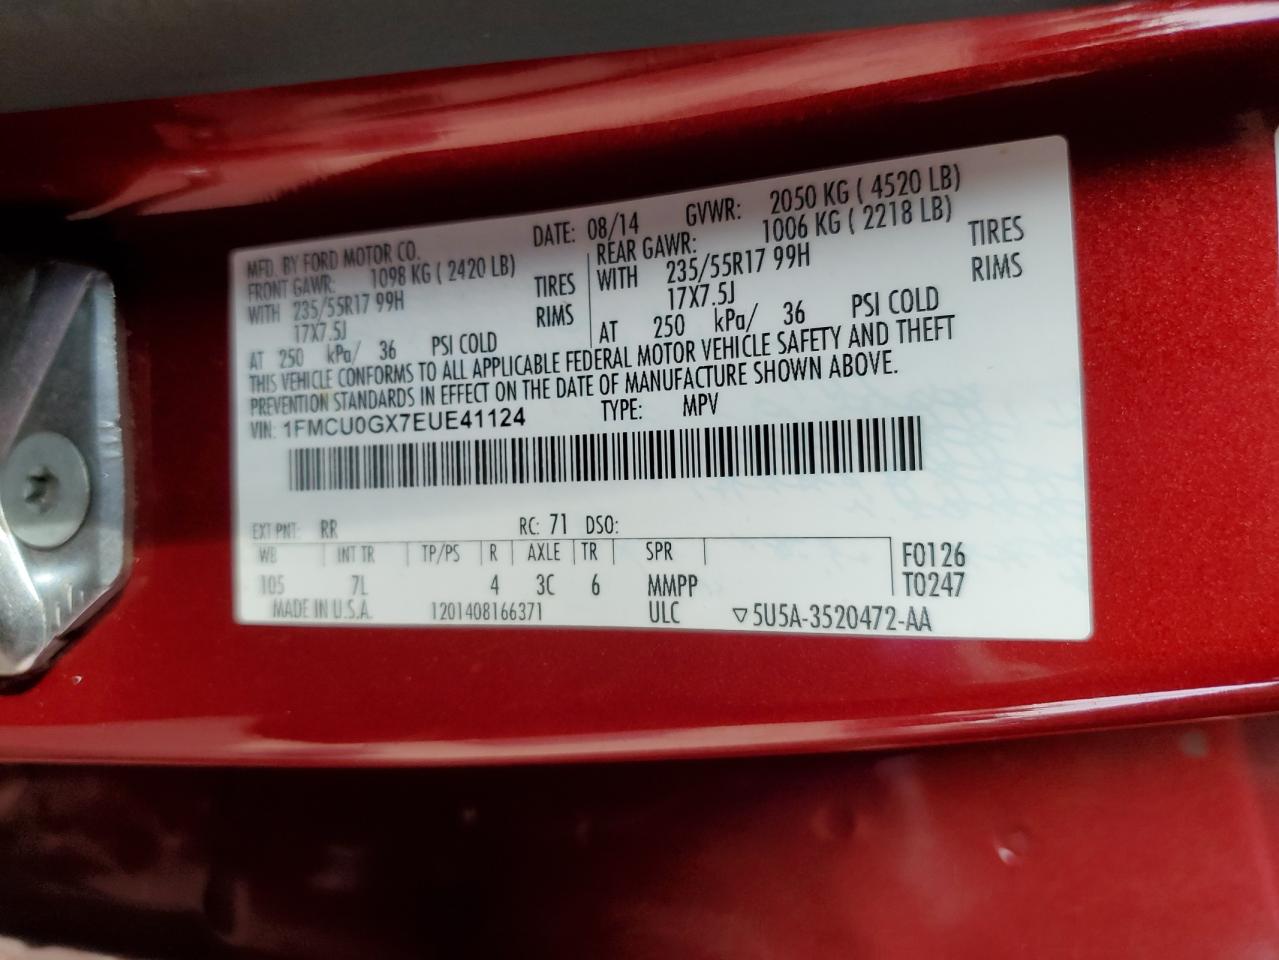 MFD. BY FORD MOTOR CO. DATE: 08/14 GVWR: 2050 KG ( 4520 LB)
FRONT GAWR: 1098 KG ( 2420 LB) REAR GAWR: 1006 KG ( 2218 LB)
WITH 235/55R17 99H TIRES WITH 235/55R17 99H TIRES
17X7.5J RIMS 17X7.5J RIMS
AT 250 kPa/ 36 PSI COLD AT 250 kPa/ 36 PSI COLD
THIS VEHICLE CONFORMS TO ALL APPLICABLE FEDERAL MOTOR VEHICLE SAFETY AND THEFT
PREVENTION STANDARDS IN EFFECT ON THE DATE OF MANUFACTURE SHOWN ABOVE.
VIN: 1FMCU0GX7EUE41124 TYPE: MPV
EXT PNT: RR RC: 71 DSO:
WB INT TR TP/PS R AXLE TR SPR F0126
105 7L 4 3C 6 MMPP T0247
MADE IN U.S.A. 1201408166371 ULC ▽5U5A-3520472-AA